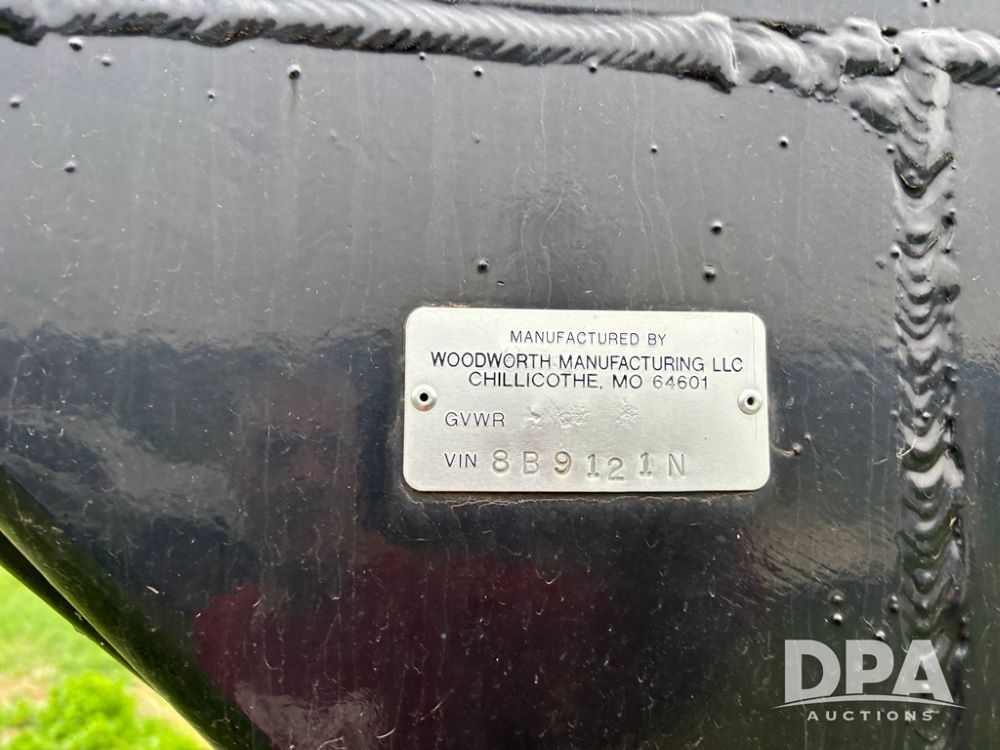 MANUFACTURED BY
WOODWORTH MANUFACTURING LLC
CHILLICOTHE, MO 64601
GVWR
VIN 8B9121N
DPA
AUCTIONS